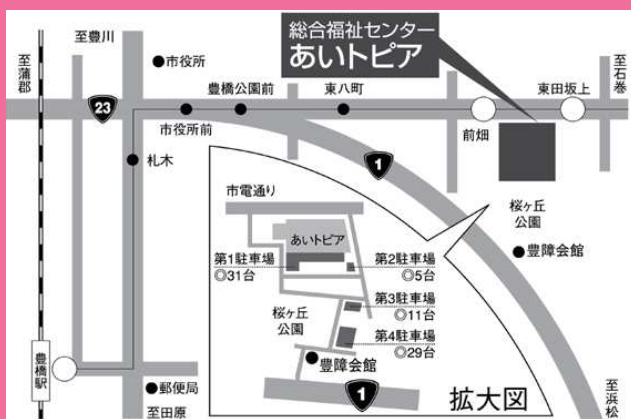 総合福祉センター
あいトピア
至豊川
至蒲郡
市役所
豊橋公園前
東八町
東田坂上
至石巻
23
市役所前
前畑
札木
1
桜ヶ丘
公園
豊障会館
市電通り
あいトピア
第1駐車場
◎31台
第2駐車場
◎5台
第3駐車場
◎11台
桜ヶ丘
公園
第4駐車場
◎29台
豊障会館
1
拡大図
豊橋駅
郵便局
至田原
至浜松